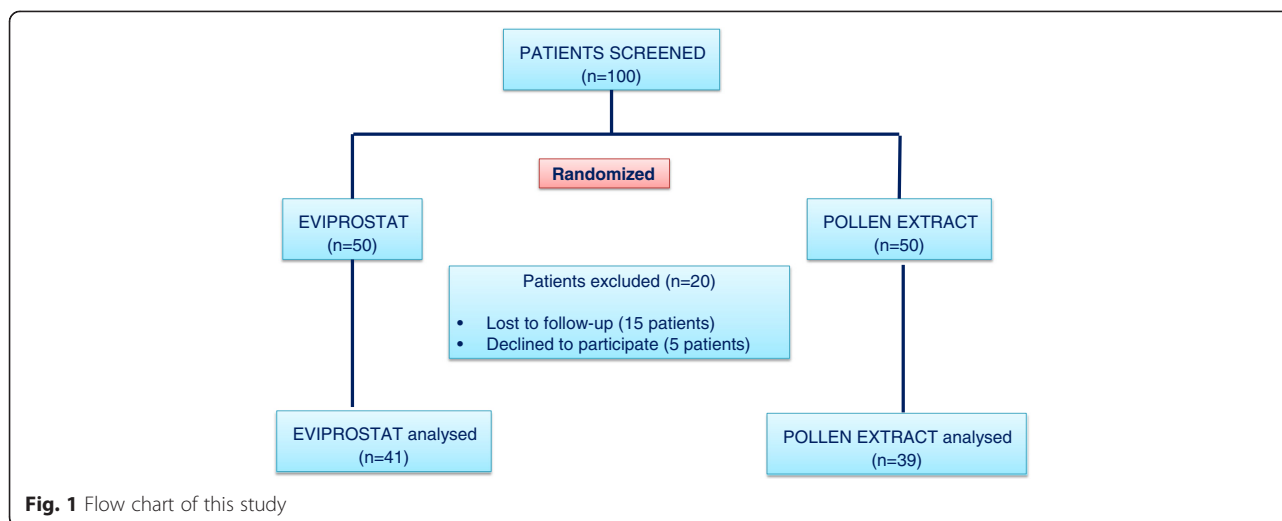 PATIENTS SCREENED
(n=100)
Randomized
EVIPROSTAT
(n=50)
POLLEN EXTRACT
(n=50)
Patients excluded (n=20)
• Lost to follow-up (15 patients)
• Declined to participate (5 patients)
EVIPROSTAT analysed
(n=41)
POLLEN EXTRACT analysed
(n=39)
Fig. 1 Flow chart of this study